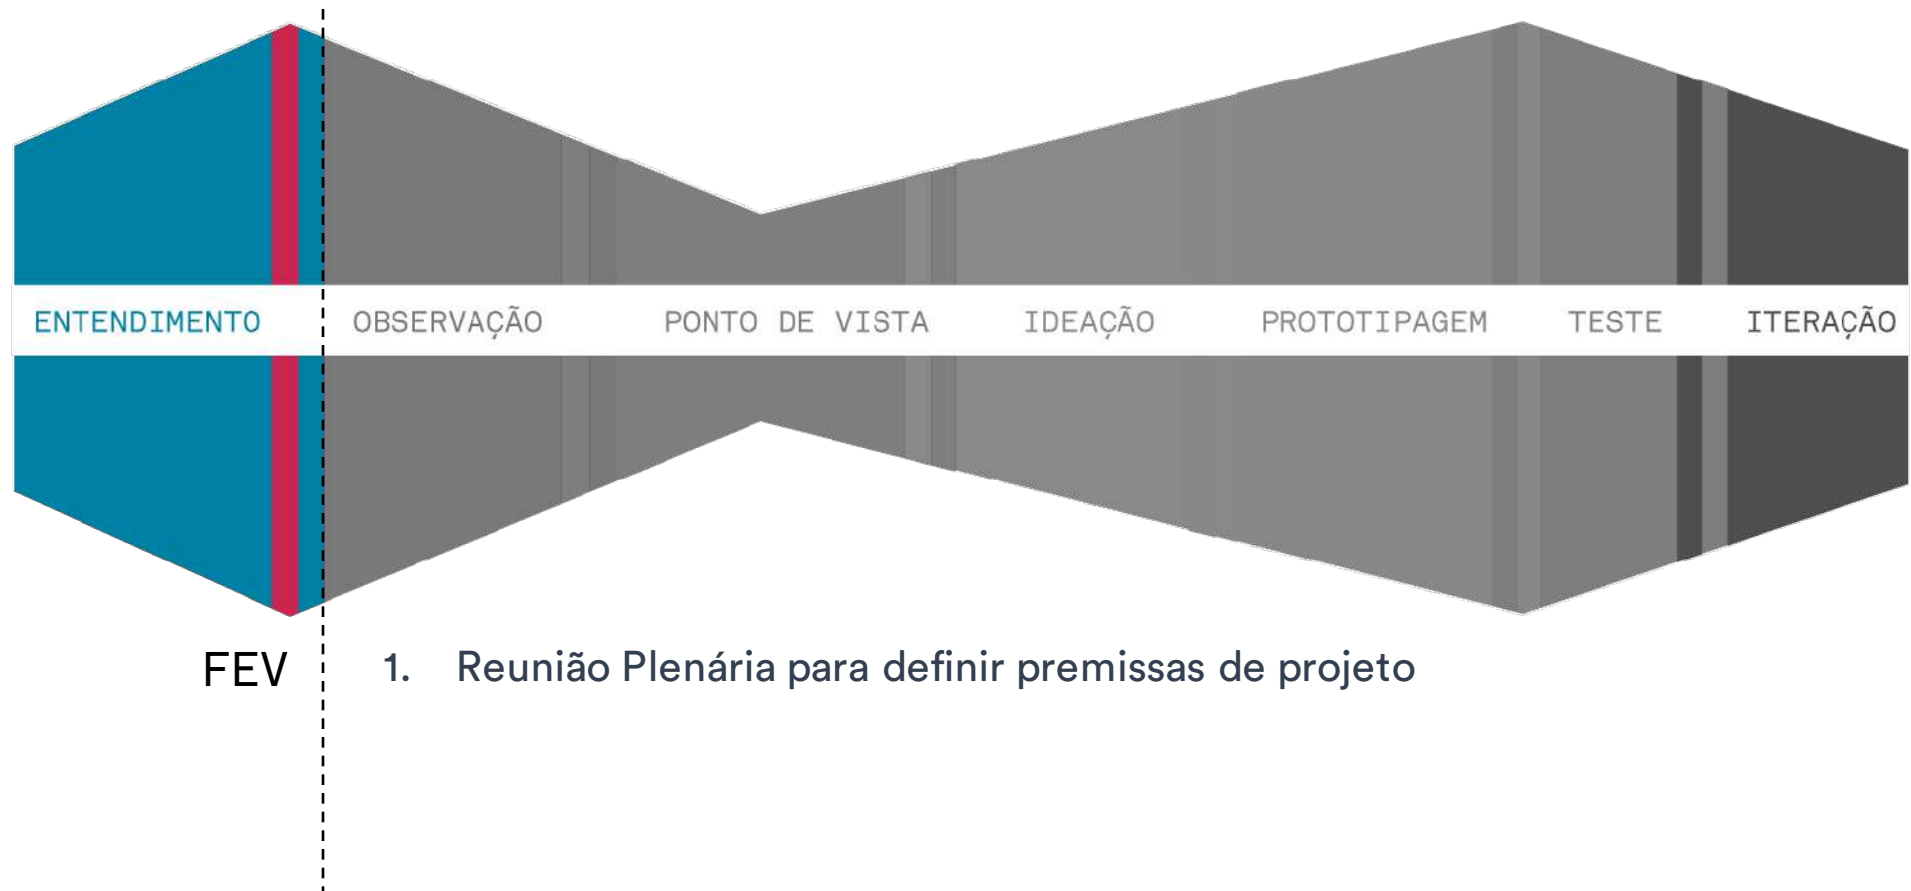 ENTENDIMENTO OBSERVAÇÃO PONTO DE VISTA IDEAÇÃO PROTOTIPAGEM TESTE ITERAÇÃO
FEV 1. Reunião Plenária para definir premissas de projeto